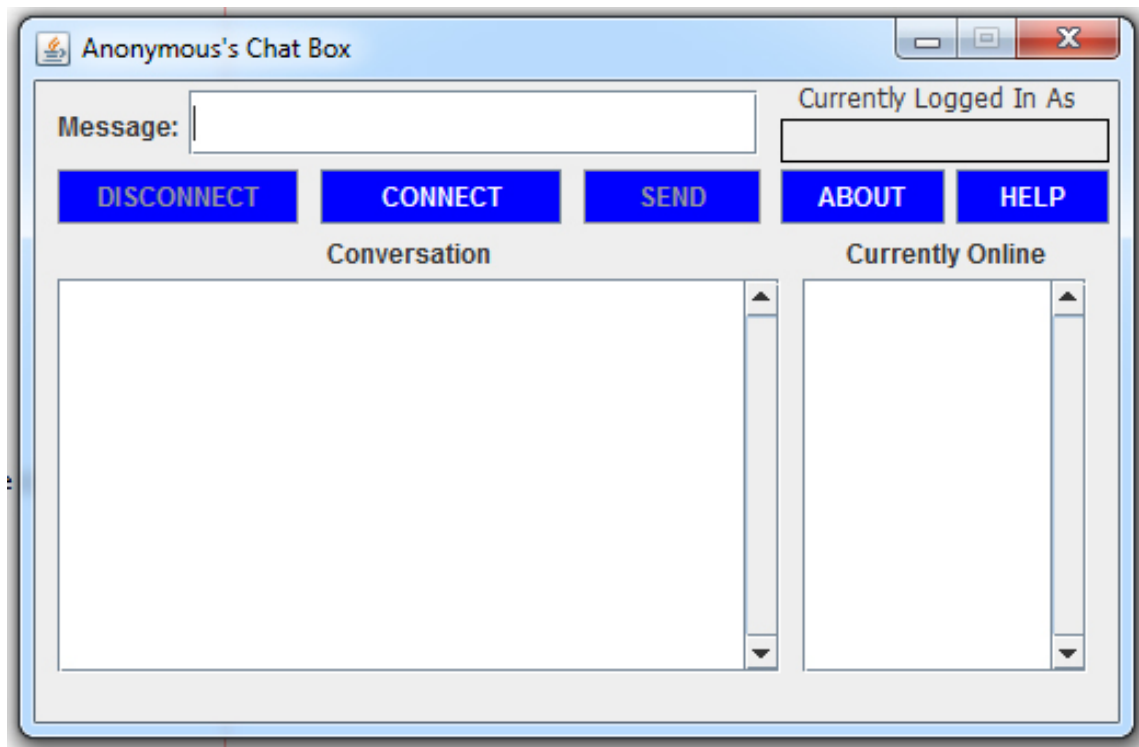 Anonymous's Chat Box
Currently Logged In As
Message:
DISCONNECT CONNECT SEND ABOUT HELP
Conversation Currently Online